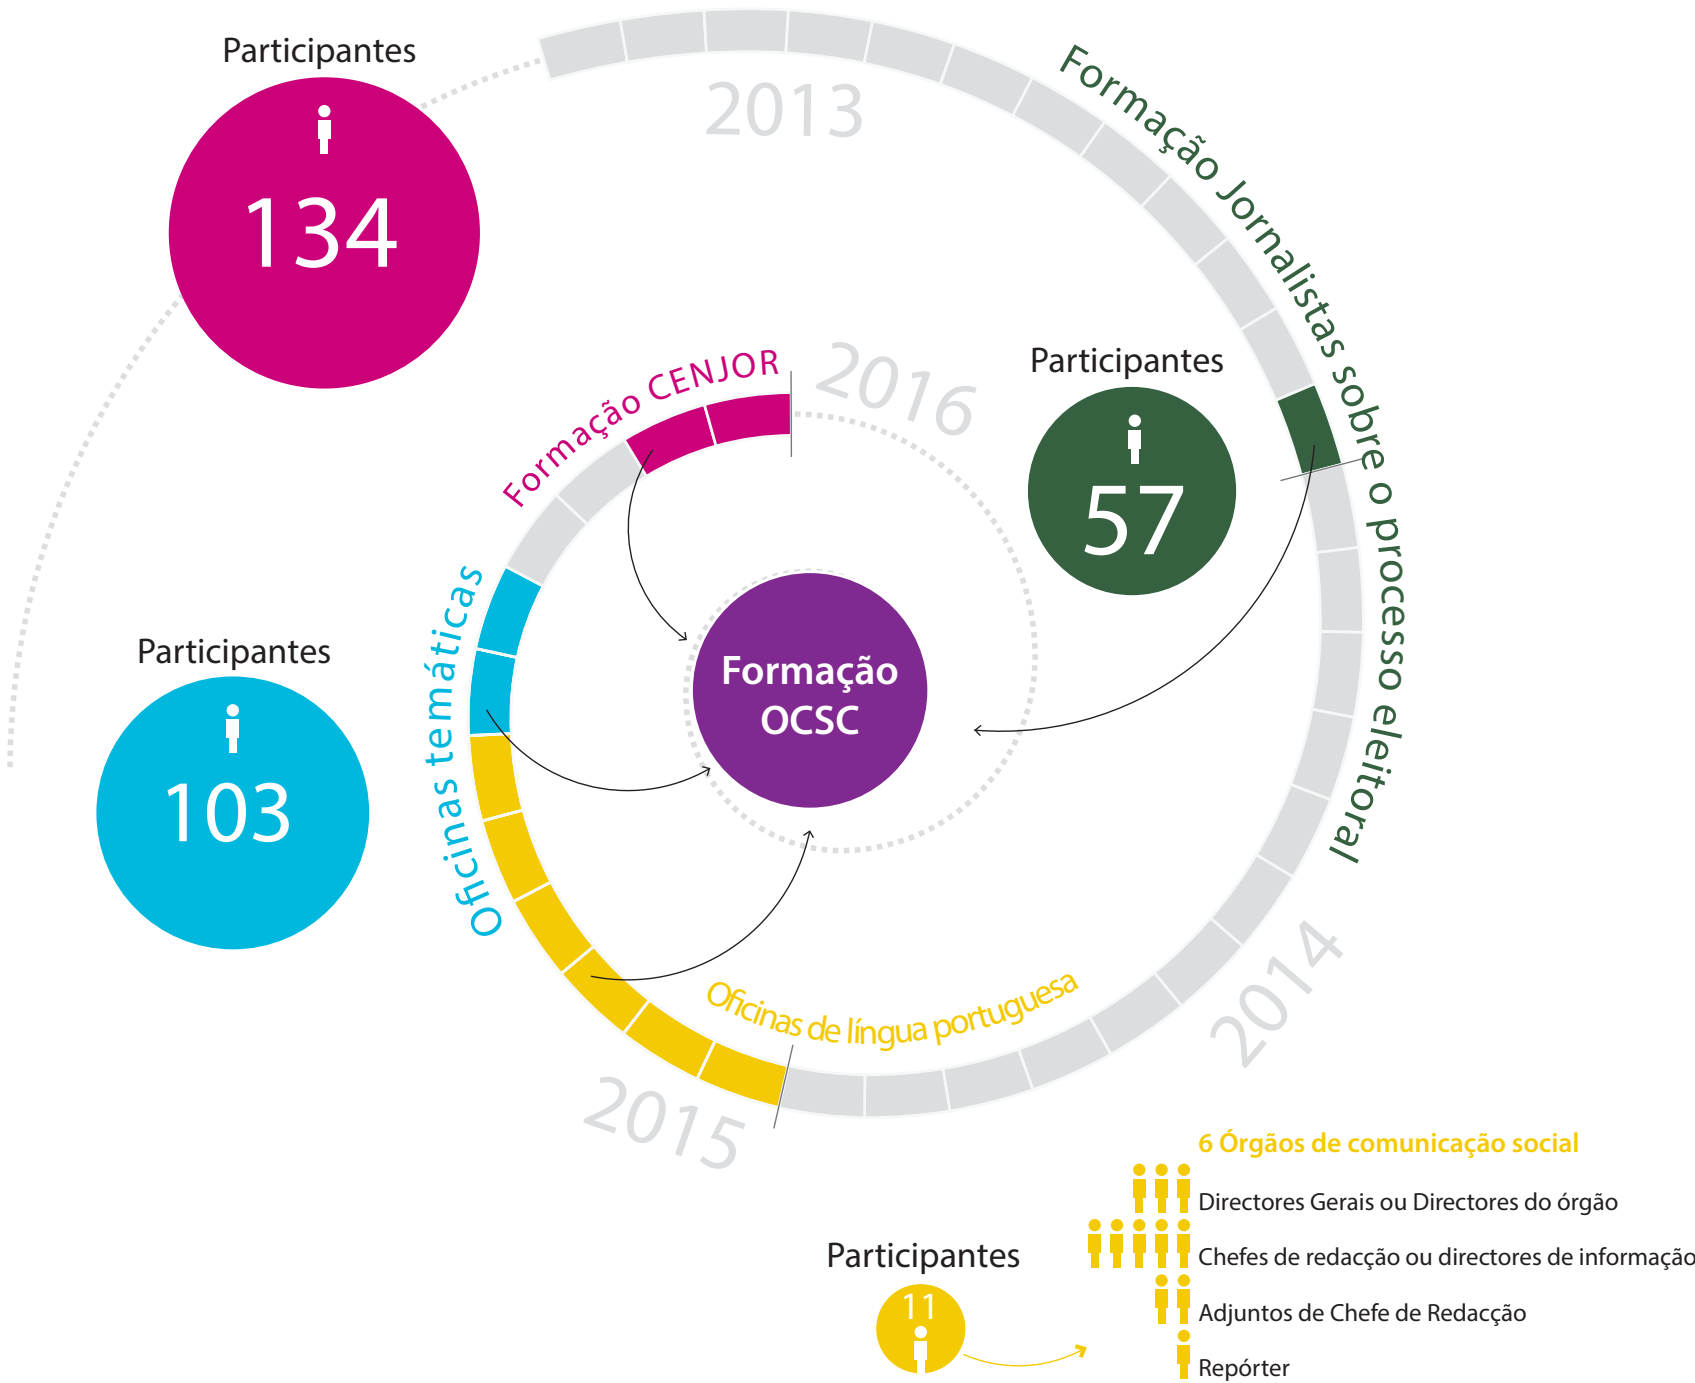 Participantes
134
2013
Formação Jornalistas sobre o processo eleitoral
Formação CENJOR
2016
Participantes
57
Oficinas temáticas
Participantes
103
Formação
OCSC
Oficinas de língua portuguesa
2014
2015
6 Órgãos de comunicação social
Directores Gerais ou Directores do órgão
Participantes
11
Chefes de redacção ou directores de informação
Adjuntos de Chefe de Redacção
Repórter